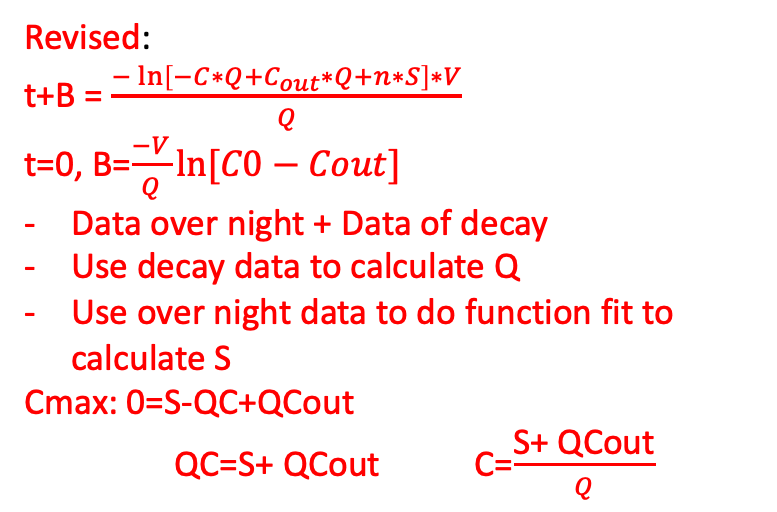 Revised:
t+B = \frac{-\ln[-C*Q+C_{out}*Q+n*S]*V}{Q}
t=0, B=\frac{-V}{Q}\ln[C0-Cout]
- Data over night + Data of decay
- Use decay data to calculate Q
- Use over night data to do function fit to
calculate S
Cmax: 0=S-QC+QCout
QC=S+ QCout C=\frac{S+ QCout}{Q}